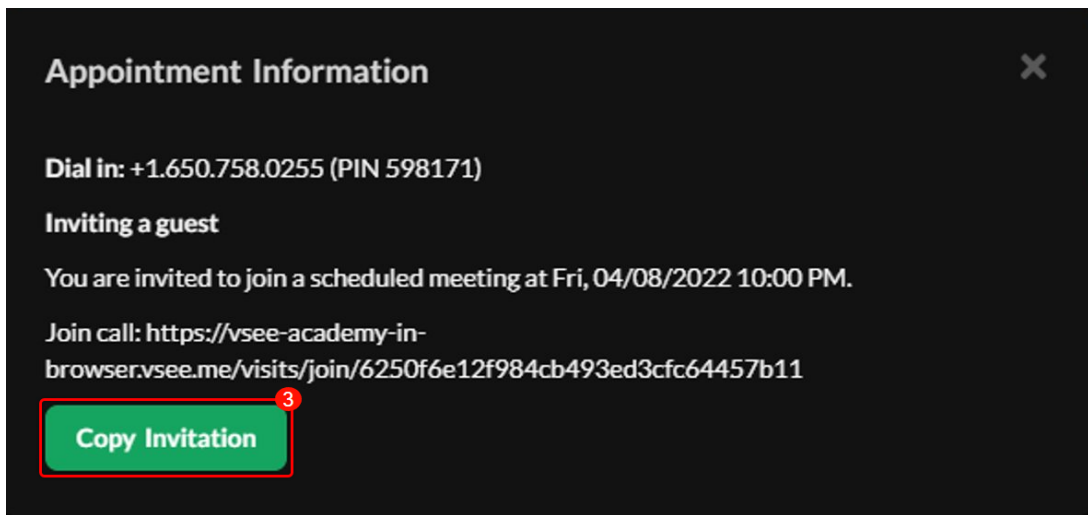 Appointment Information
Dial in: +1.650.758.0255 (PIN 598171)
Inviting a guest
You are invited to join a scheduled meeting at Fri, 04/08/2022 10:00 PM.
Join call: https://vsee-academy-in-
browser.vsee.me/visits/join/6250f6e12f984cb493ed3cfc64457b11
3
Copy Invitation